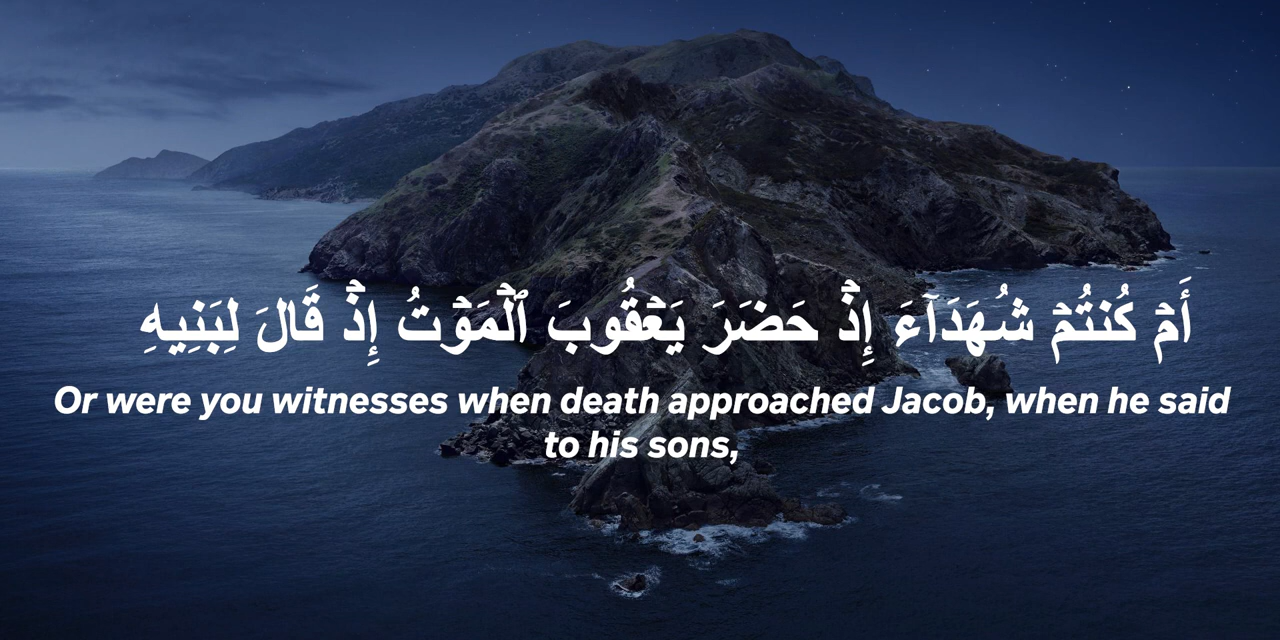 أَمْ كُنتُمْ شُهَدَآءَ إِذْ حَضَرَ يَعْقُوبَ ٱلْمَوْتُ إِذْ قَالَ لِبَنِيهِ
Or were you witnesses when death approached Jacob, when he said
to his sons,